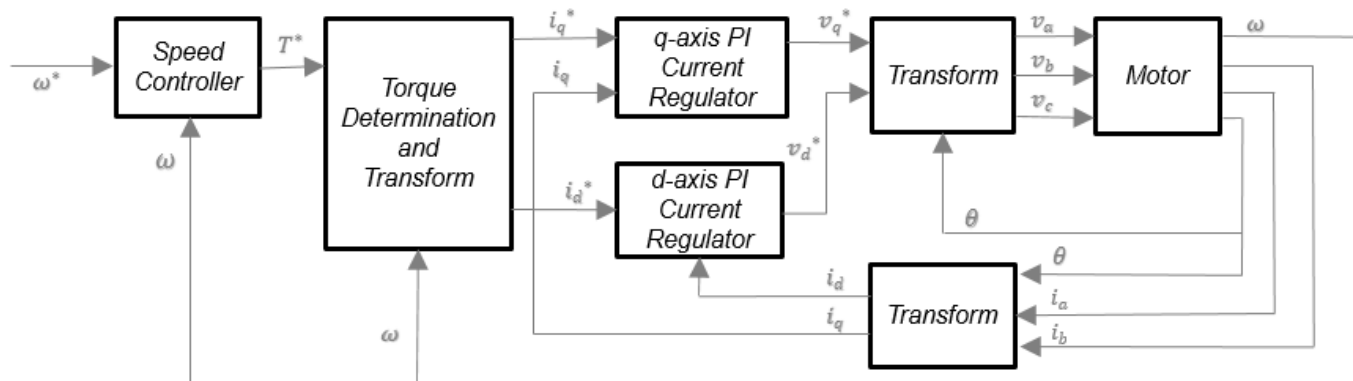 ω*
Speed
Controller
T*
ω
Torque
Determination
and
Transform
ω
i_q*
i_q
q-axis PI
Current
Regulator
v_q*
i_d*
d-axis PI
Current
Regulator
v_d*
Transform
v_a
v_b
v_c
Motor
ω
θ
θ
i_d
i_q
Transform
i_a
i_b